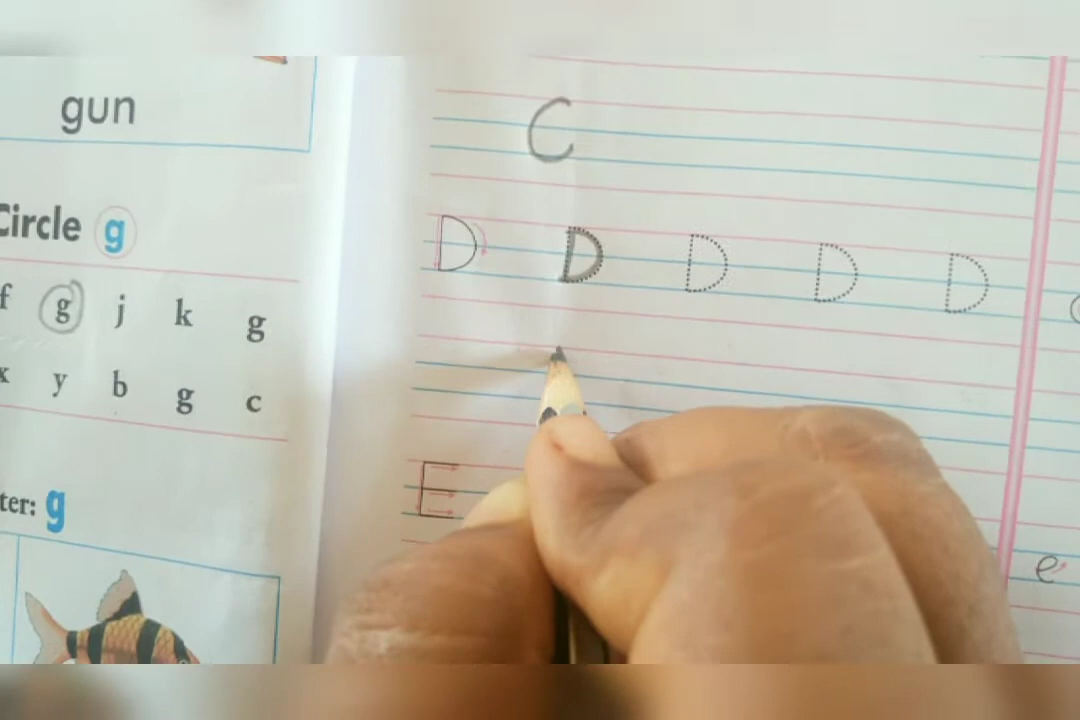 gun
Circle g
f g j k g
x y b g c
ter: g
C
D D D D D
E
e